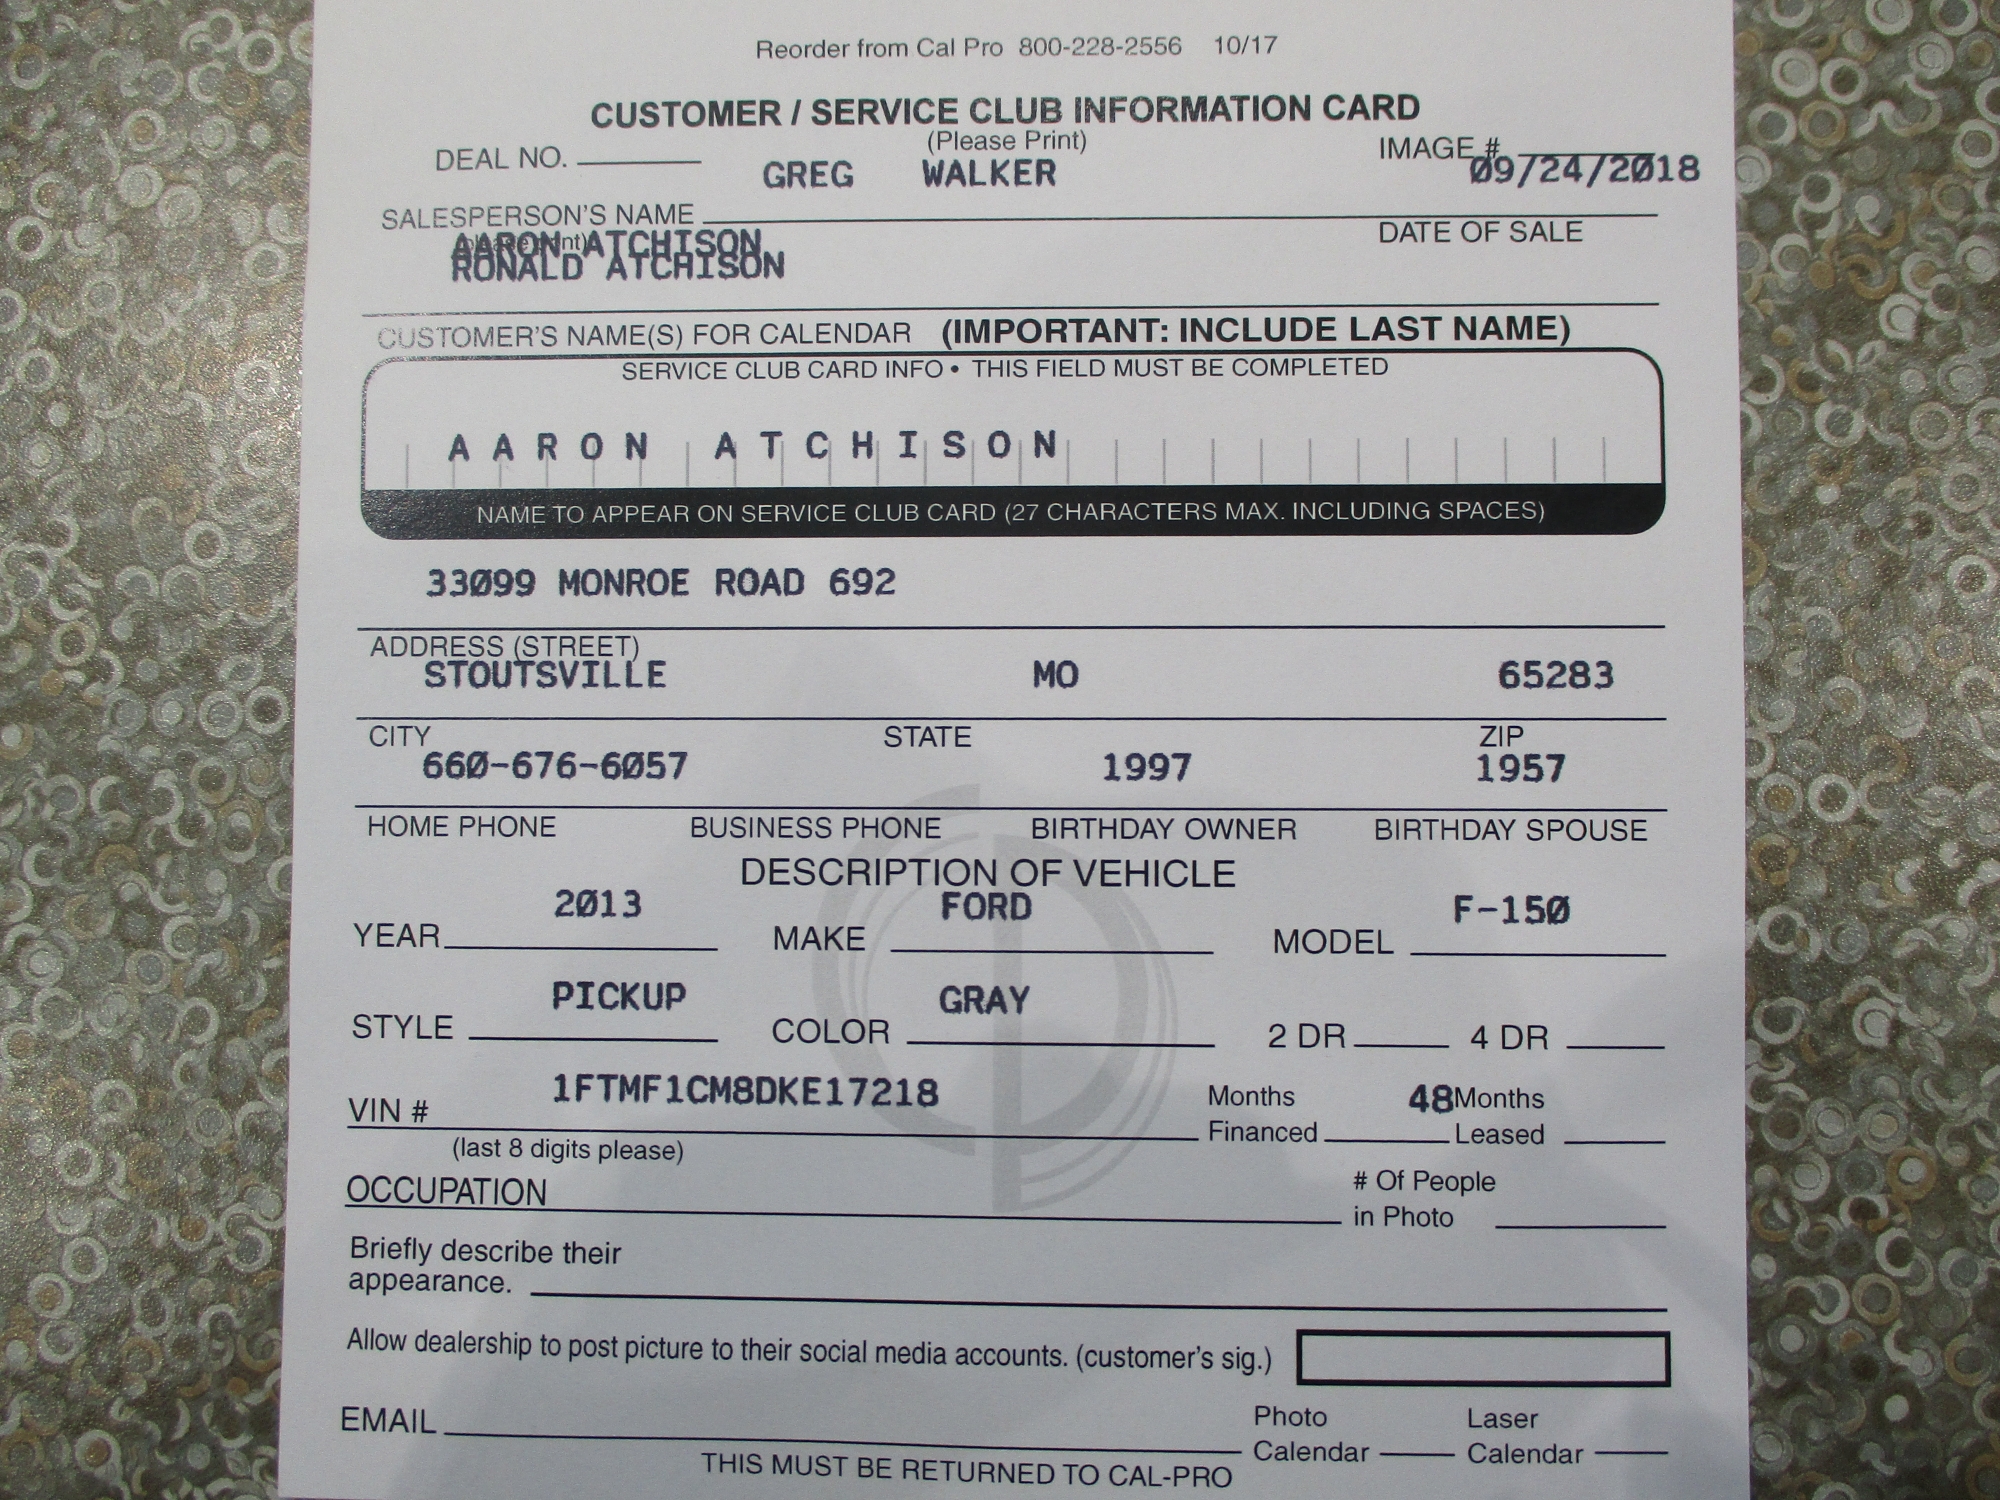 Reorder from Cal Pro 800-228-2556 10/17
CUSTOMER / SERVICE CLUB INFORMATION CARD
(Please Print)
DEAL NO. IMAGE #
GREG WALKER 09/24/2018
SALESPERSON'S NAME
(please print) DATE OF SALE
AARON ATCHISON
RONALD ATCHISON
CUSTOMER'S NAME(S) FOR CALENDAR (IMPORTANT: INCLUDE LAST NAME)
SERVICE CLUB CARD INFO • THIS FIELD MUST BE COMPLETED
AARON ATCHISON
NAME TO APPEAR ON SERVICE CLUB CARD (27 CHARACTERS MAX. INCLUDING SPACES)
33099 MONROE ROAD 692
ADDRESS (STREET)
STOUTSVILLE MO 65283
CITY STATE ZIP
660-676-6057 1997 1957
HOME PHONE BUSINESS PHONE BIRTHDAY OWNER BIRTHDAY SPOUSE
DESCRIPTION OF VEHICLE
2013 FORD F-150
YEAR MAKE MODEL
PICKUP GRAY
STYLE COLOR 2 DR 4 DR
1FTMF1CM8DKE17218 Months 48 Months
VIN # Financed Leased
(last 8 digits please)
OCCUPATION # Of People
in Photo
Briefly describe their
appearance.
Allow dealership to post picture to their social media accounts. (customer's sig.)
EMAIL Photo Laser
Calendar Calendar
THIS MUST BE RETURNED TO CAL-PRO